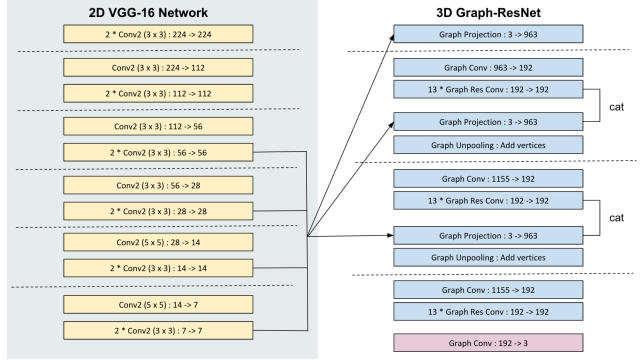 2D VGG-16 Network
2 * Conv2 (3 x 3) : 224 -> 224
Conv2 (3 x 3) : 224 -> 112
2 * Conv2 (3 x 3) : 112 -> 112
Conv2 (3 x 3) : 112 -> 56
2 * Conv2 (3 x 3) : 56 -> 56
Conv2 (3 x 3) : 56 -> 28
2 * Conv2 (3 x 3) : 28 -> 28
Conv2 (5 x 5) : 28 -> 14
2 * Conv2 (3 x 3) : 14 -> 14
Conv2 (5 x 5) : 14 -> 7
2 * Conv2 (3 x 3) : 7 -> 7
3D Graph-ResNet
Graph Projection : 3 -> 963
Graph Conv : 963 -> 192
13 * Graph Res Conv : 192 -> 192
cat
Graph Projection : 3 -> 963
Graph Unpooling : Add vertices
Graph Conv : 1155 -> 192
13 * Graph Res Conv : 192 -> 192
cat
Graph Projection : 3 -> 963
Graph Unpooling : Add vertices
Graph Conv : 1155 -> 192
13 * Graph Res Conv : 192 -> 192
Graph Conv : 192 -> 3